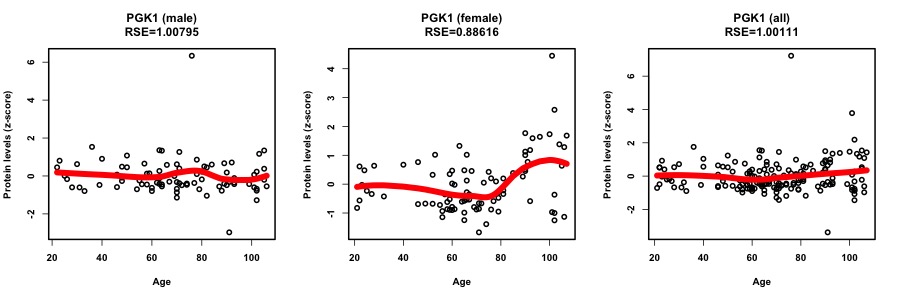 PGK1 (male)
RSE=1.00795
Protein levels (z-score)
6
4
2
0
-2
20 40 60 80 100
Age
PGK1 (female)
RSE=0.88616
Protein levels (z-score)
4
3
2
1
0
-1
20 40 60 80 100
Age
PGK1 (all)
RSE=1.00111
Protein levels (z-score)
6
4
2
0
-2
20 40 60 80 100
Age